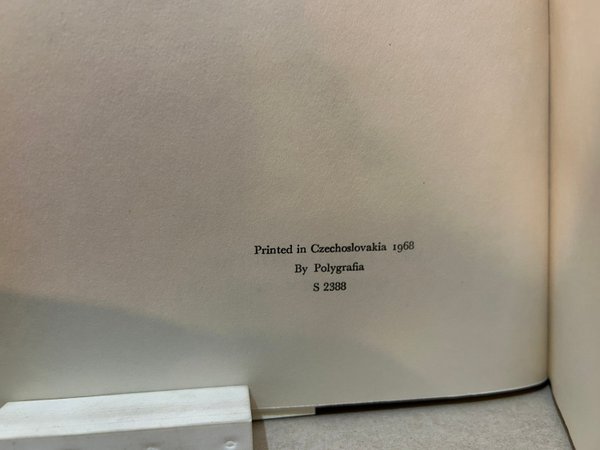 Printed in Czechoslovakia 1968
By Polygrafia
S 2388